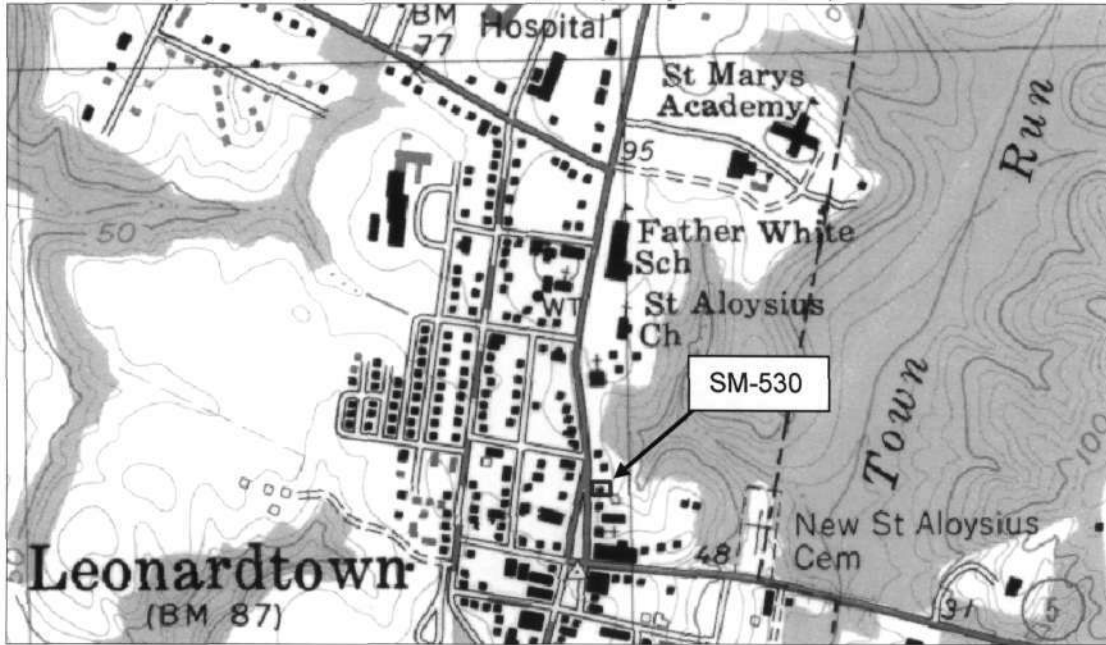 BM
77
Hospital
St Marys
Academy
95
Run
50
Father White
Sch
WT
St Aloysius
Ch
SM-530
Town
100
New St Aloysius
Cem
48
Leonardtown
(BM 87)
31
5